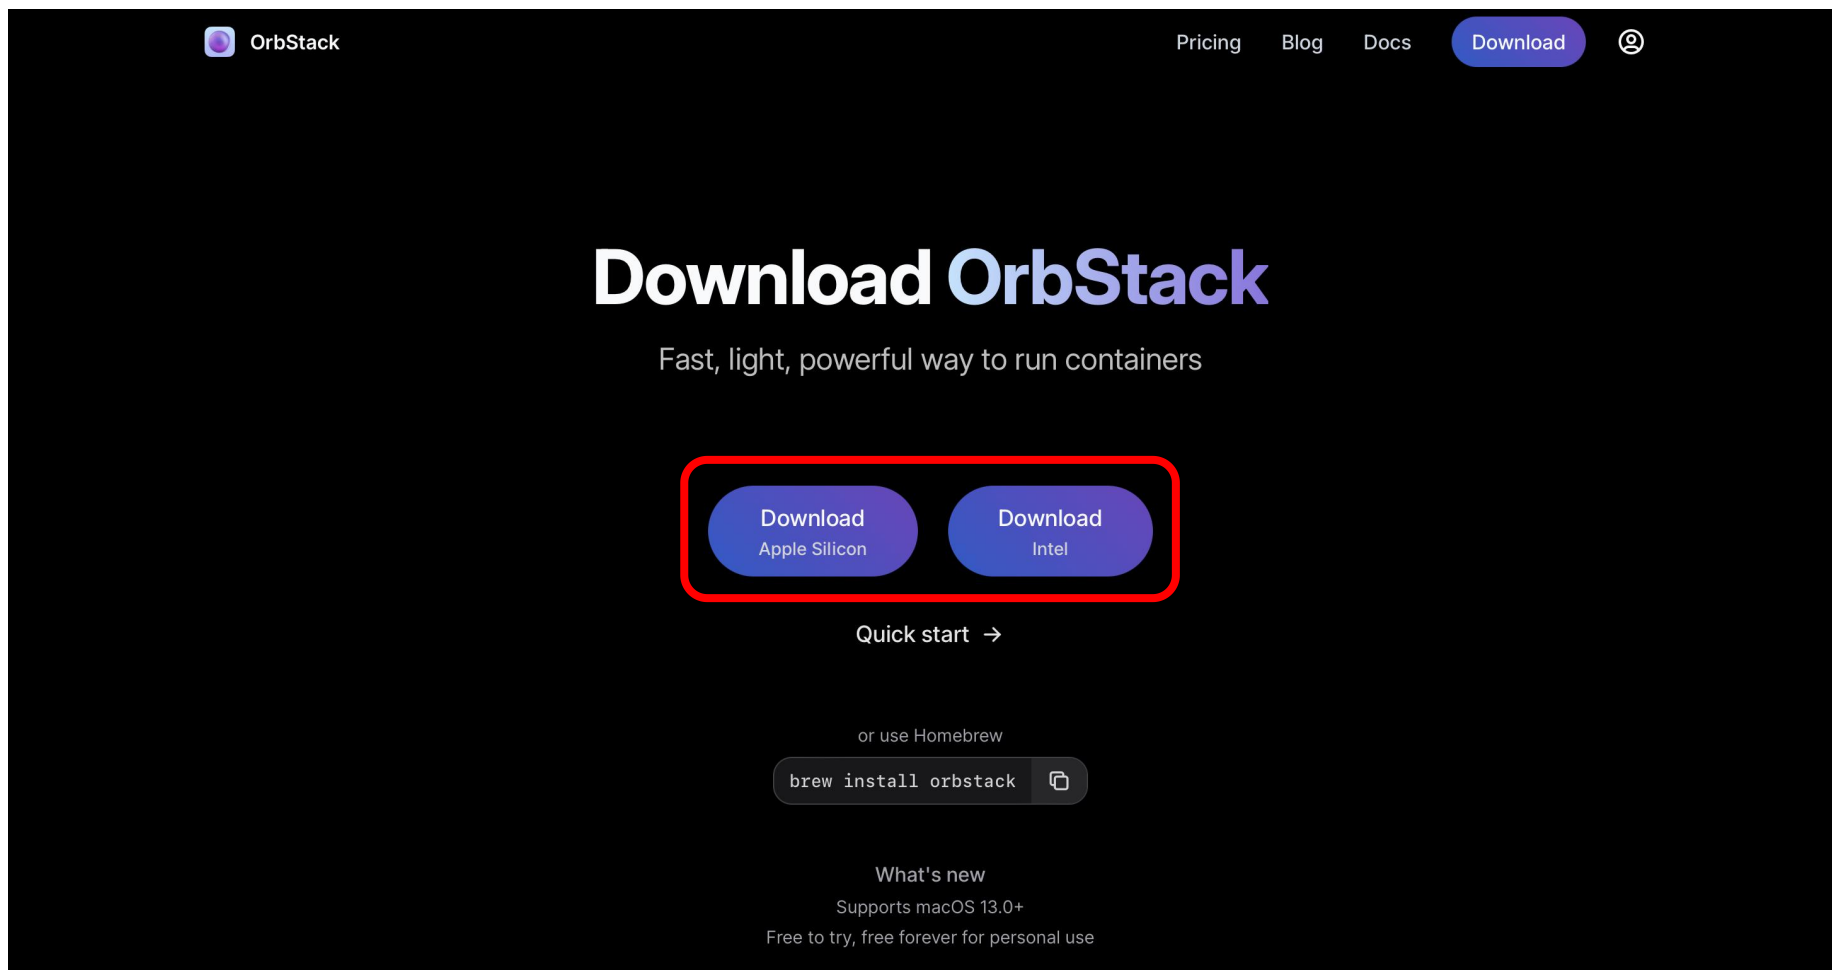 OrbStack
Pricing
Blog
Docs
Download
Download OrbStack
Fast, light, powerful way to run containers
Download
Apple Silicon
Download
Intel
Quick start →
or use Homebrew
brew install orbstack
What's new
Supports macOS 13.0+
Free to try, free forever for personal use